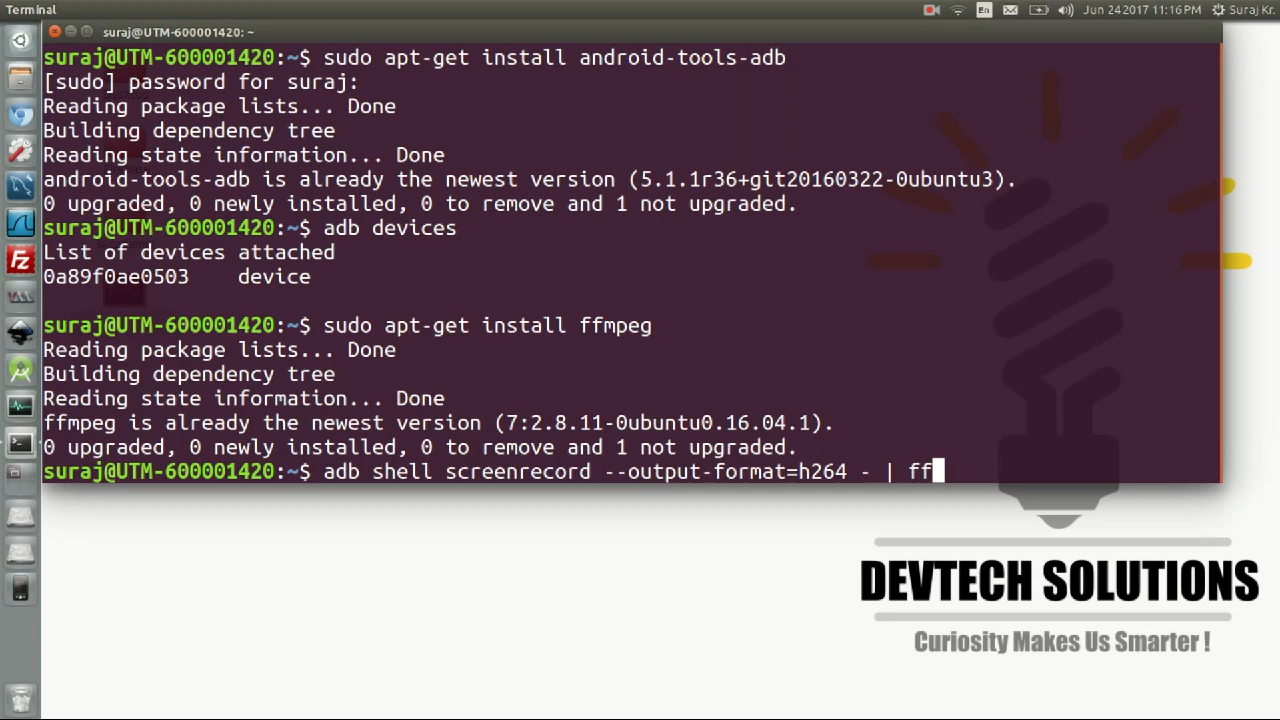 Terminal
En
Jun 24 2017 11:16 PM
Suraj Kr.
suraj@UTM-600001420: ~
suraj@UTM-600001420:~$ sudo apt-get install android-tools-adb
[sudo] password for suraj:
Reading package lists... Done
Building dependency tree
Reading state information... Done
android-tools-adb is already the newest version (5.1.1r36+git20160322-0ubuntu3).
0 upgraded, 0 newly installed, 0 to remove and 1 not upgraded.
suraj@UTM-600001420:~$ adb devices
List of devices attached
0a89f0ae0503    device
suraj@UTM-600001420:~$ sudo apt-get install ffmpeg
Reading package lists... Done
Building dependency tree
Reading state information... Done
ffmpeg is already the newest version (7:2.8.11-0ubuntu0.16.04.1).
0 upgraded, 0 newly installed, 0 to remove and 1 not upgraded.
suraj@UTM-600001420:~$ adb shell screenrecord --output-format=h264 - | ff
Fz
DEVTECH SOLUTIONS
Curiosity Makes Us Smarter !